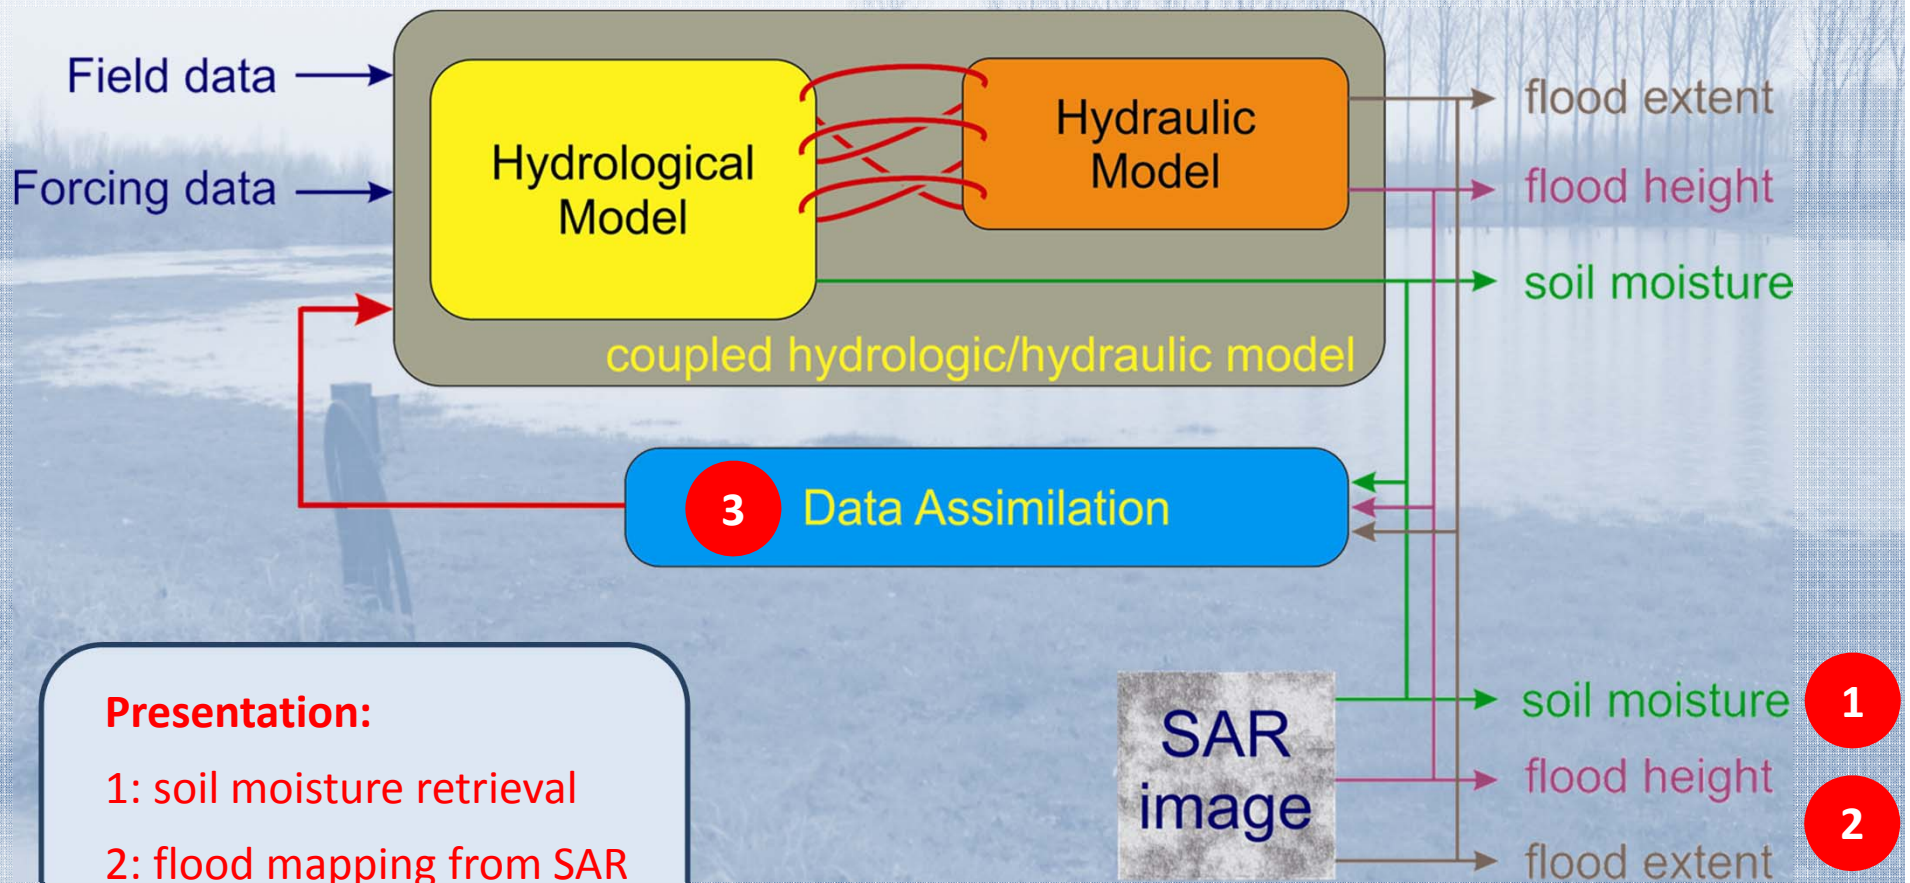 Field data
Forcing data
Hydrological
Model
Hydraulic
Model
coupled hydrologic/hydraulic model
flood extent
flood height
soil moisture
3
Data Assimilation
SAR
image
soil moisture
1
flood height
2
flood extent
Presentation:
1: soil moisture retrieval
2: flood mapping from SAR